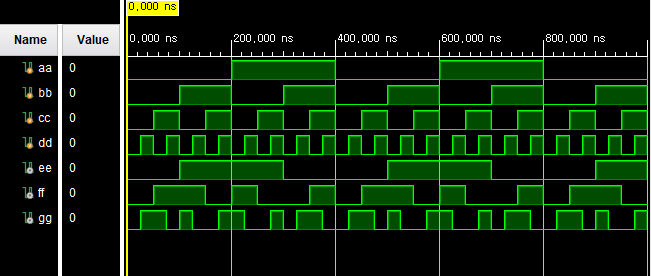 0,000 ns
Name Value 0,000 ns 200,000 ns 400,000 ns 600,000 ns 800,000 ns
aa 0
bb 0
cc 0
dd 0
ee 0
ff 0
gg 0